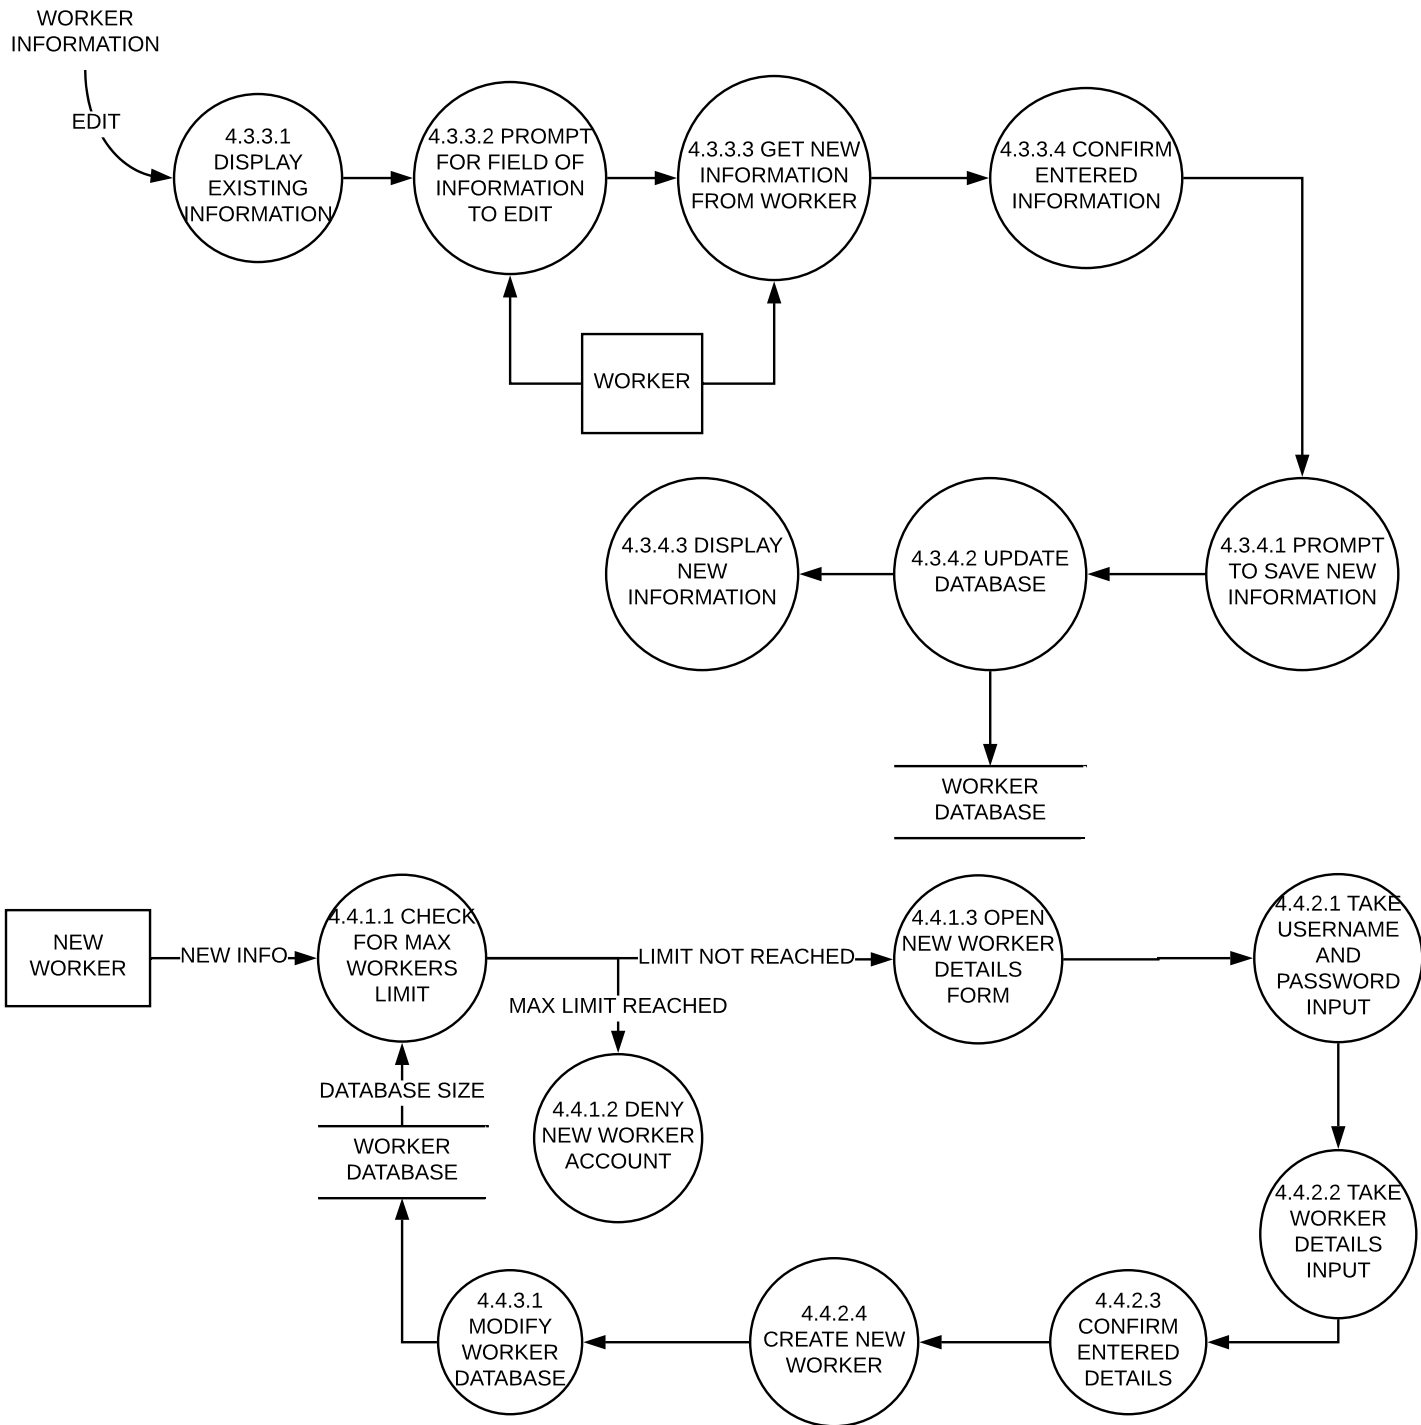 WORKER
INFORMATION
EDIT
4.3.3.1
DISPLAY
EXISTING
INFORMATION
4.3.3.2 PROMPT
FOR FIELD OF
INFORMATION
TO EDIT
4.3.3.3 GET NEW
INFORMATION
FROM WORKER
4.3.3.4 CONFIRM
ENTERED
INFORMATION
WORKER
4.3.4.3 DISPLAY
NEW
INFORMATION
4.3.4.2 UPDATE
DATABASE
4.3.4.1 PROMPT
TO SAVE NEW
INFORMATION
WORKER
DATABASE
NEW
WORKER
NEW INFO
4.4.1.1 CHECK
FOR MAX
WORKERS
LIMIT
LIMIT NOT REACHED
MAX LIMIT REACHED
4.4.1.3 OPEN
NEW WORKER
DETAILS
FORM
4.4.2.1 TAKE
USERNAME
AND
PASSWORD
INPUT
DATABASE SIZE
WORKER
DATABASE
4.4.1.2 DENY
NEW WORKER
ACCOUNT
4.4.2.2 TAKE
WORKER
DETAILS
INPUT
4.4.3.1
MODIFY
WORKER
DATABASE
4.4.2.4
CREATE NEW
WORKER
4.4.2.3
CONFIRM
ENTERED
DETAILS